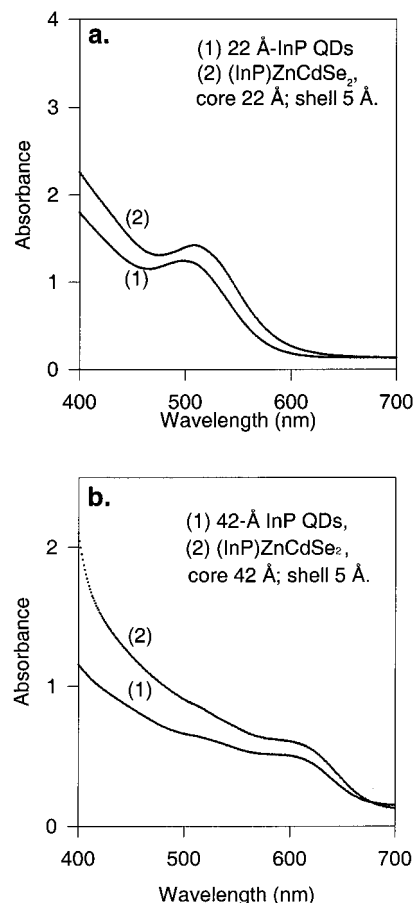 a.
(1) 22 Å-InP QDs
(2) (InP)ZnCdSe₂,
core 22 Å; shell 5 Å.
4
3
2
1
0
Absorbance
(2)
(1)
400 500 600 700
Wavelength (nm)
b.
(1) 42-Å InP QDs,
(2) (InP)ZnCdSe₂,
core 42 Å; shell 5 Å.
2
1
0
Absorbance
(2)
(1)
400 500 600 700
Wavelength (nm)